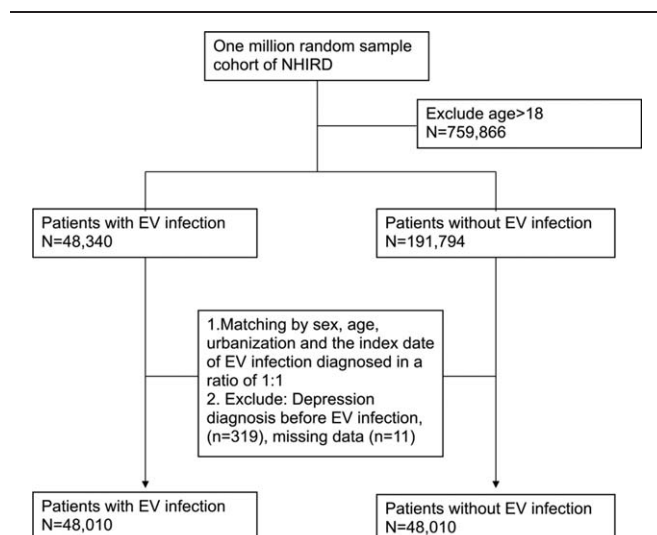 One million random sample
cohort of NHIRD
Exclude age>18
N=759,866
Patients with EV infection
N=48,340
Patients without EV infection
N=191,794
1.Matching by sex, age,
urbanization and the index date
of EV infection diagnosed in a
ratio of 1:1
2. Exclude: Depression
diagnosis before EV infection,
(n=319), missing data (n=11)
Patients with EV infection
N=48,010
Patients without EV infection
N=48,010